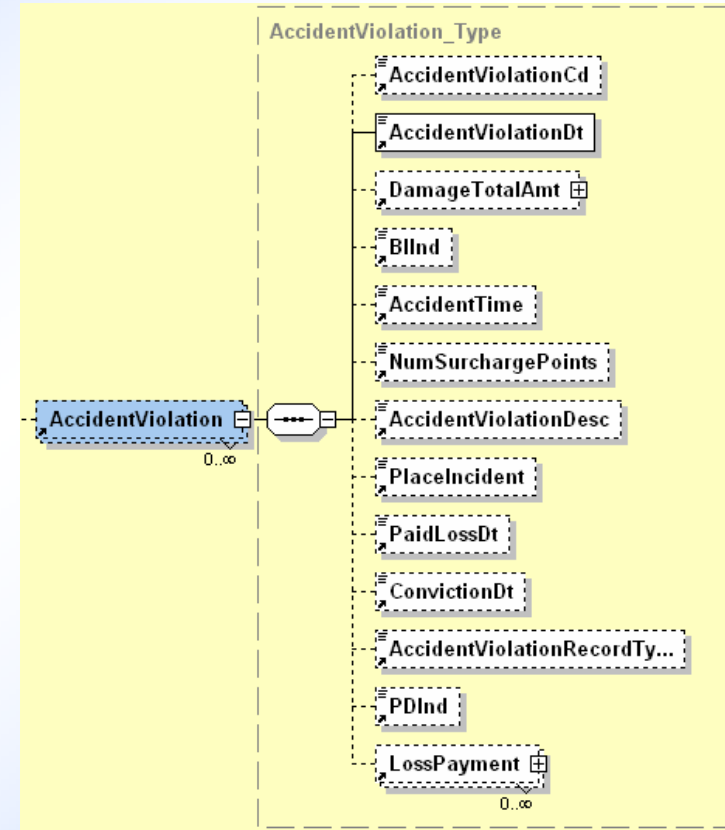 AccidentViolation_Type
AccidentViolationCd
AccidentViolationDt
DamageTotalAmt
BIInd
AccidentTime
NumSurchargePoints
AccidentViolation
0..∞
AccidentViolationDesc
PlaceIncident
PaidLossDt
ConvictionDt
AccidentViolationRecordTy...
PDInd
LossPayment
0..∞